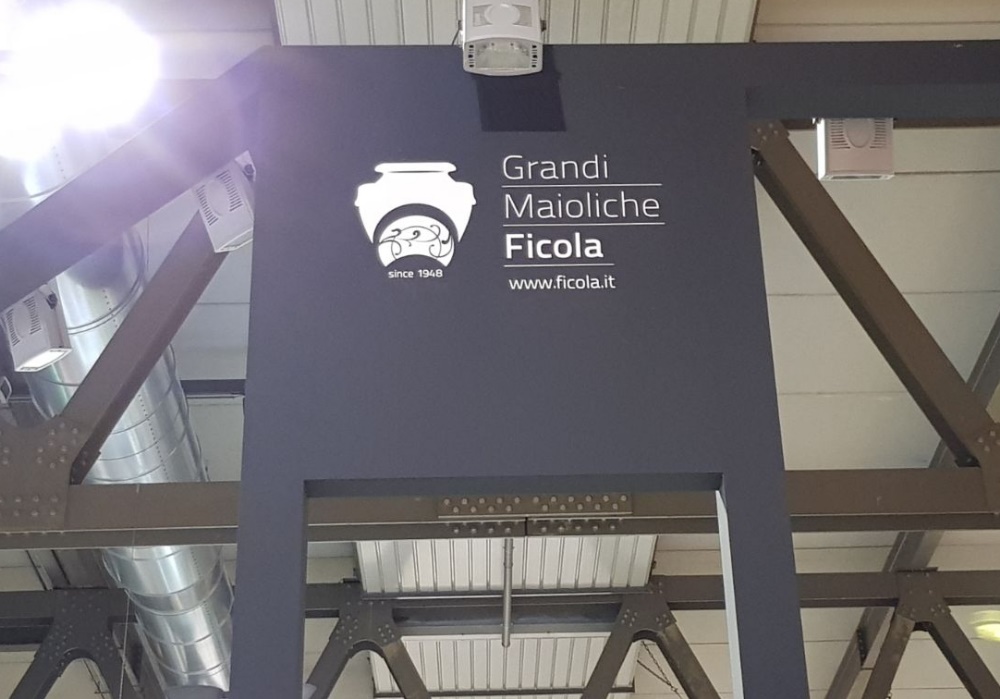 Grandi
Maioliche
Ficola
www.ficola.it
since 1948